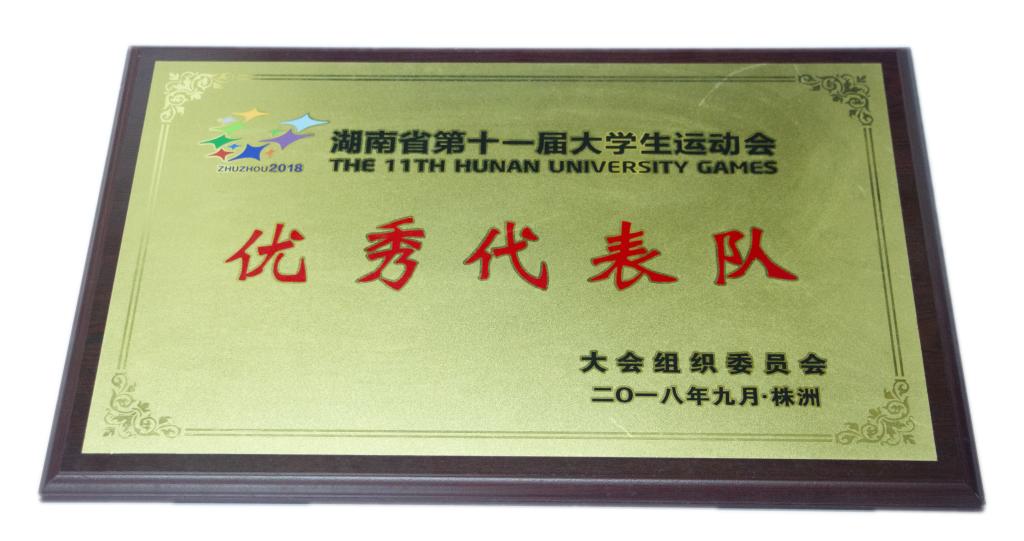 湖南省第十一届大学生运动会
THE 11TH HUNAN UNIVERSITY GAMES
ZHUZHOU2018
优秀代表队
大会组织委员会
二〇一八年九月·株洲